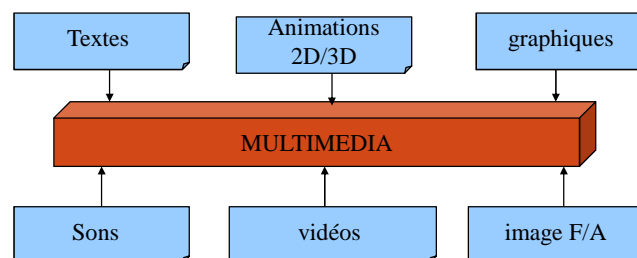 Textes
Animations
2D/3D
graphiques
MULTIMEDIA
Sons
vidéos
image F/A